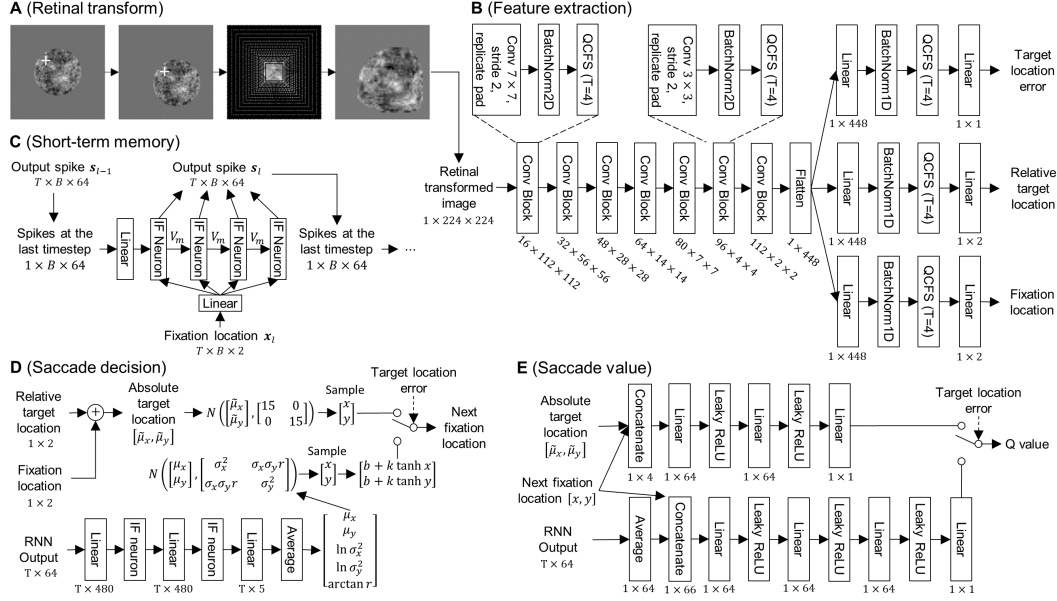 A (Retinal transform)
B (Feature extraction)
Conv 7 × 7,
stride 2,
replicate pad
BatchNorm2D
QCFS (T=4)
Conv 3 × 3,
stride 2,
replicate pad
BatchNorm2D
QCFS (T=4)
Linear
BatchNorm1D
QCFS (T=4)
Linear
Target
location
error
1 × 448
1 × 1
Retinal
transformed
image
1 × 224 × 224
Conv Block
Conv Block
Conv Block
Conv Block
Conv Block
Conv Block
Conv Block
Flatten
16 × 112 × 112
32 × 56 × 56
48 × 28 × 28
64 × 14 × 14
80 × 7 × 7
96 × 4 × 4
112 × 2 × 2
1 × 448
Linear
BatchNorm1D
QCFS (T=4)
Linear
Relative
target
location
1 × 448
1 × 2
Linear
BatchNorm1D
QCFS (T=4)
Linear
Fixation
location
1 × 448
1 × 2
C (Short-term memory)
Output spike s_{l−1}
T × B × 64
Output spike s_l
T × B × 64
Spikes at the
last timestep
1 × B × 64
Linear
IF Neuron
V_m
IF Neuron
V_m
IF Neuron
V_m
IF Neuron
Spikes at the
last timestep
1 × B × 64
...
Linear
Fixation location x_l
T × B × 2
D (Saccade decision)
Relative
target
location
1 × 2
+
Absolute
target
location
[μ̃_x, μ̃_y]
N([μ̃_x μ̃_y], [15 0 0 15])
Sample
[x y]
Target location
error
Next
fixation
location
Fixation
location
1 × 2
N([μ_x μ_y], [σ_x^2 σ_xσ_yr σ_xσ_yr σ_y^2])
Sample
[x y]
[b + k tanh x
b + k tanh y]
RNN
Output
T × 64
Linear
IF neuron
Linear
IF neuron
Linear
Average
T × 480
T × 480
T × 5
μ_x
μ_y
ln σ_x^2
ln σ_y^2
arctan r
E (Saccade value)
Absolute target
location
[μ̃_x, μ̃_y]
Concatenate
Linear
Leaky ReLU
Linear
Leaky ReLU
Linear
1 × 4
1 × 64
1 × 64
1 × 1
Target location
error
Q value
Next fixation
location [x, y]
RNN
Output
T × 64
Average
Concatenate
Linear
Leaky ReLU
Linear
Leaky ReLU
Linear
Leaky ReLU
Linear
1 × 64
1 × 66
1 × 64
1 × 64
1 × 64
1 × 1